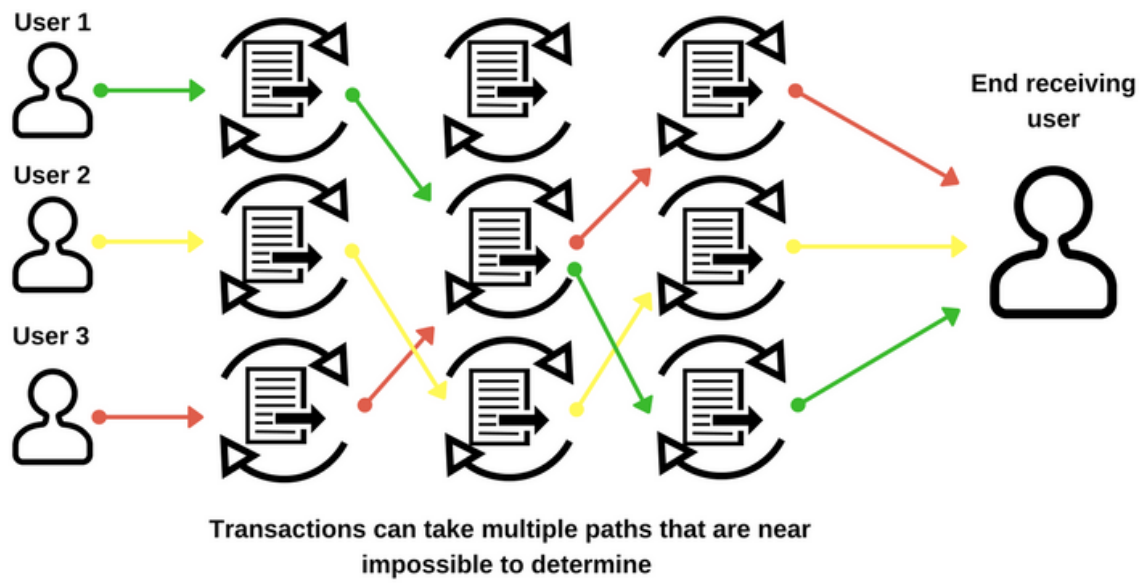 User 1
User 2
User 3
End receiving
user
Transactions can take multiple paths that are near
impossible to determine